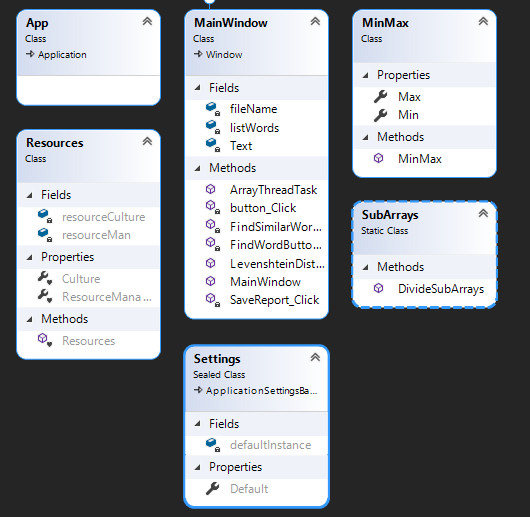 App
Class
Application
Resources
Class
Fields
resourceCulture
resourceMan
Properties
Culture
ResourceMana...
Methods
Resources
MainWindow
Class
Window
Fields
fileName
listWords
Text
Methods
ArrayThreadTask
button_Click
FindSimilarWor...
FindWordButto...
LevenshteinDist...
MainWindow
SaveReport_Click
Settings
Sealed Class
ApplicationSettingsBa...
Fields
defaultInstance
Properties
Default
MinMax
Class
Properties
Max
Min
Methods
MinMax
SubArrays
Static Class
Methods
DivideSubArrays